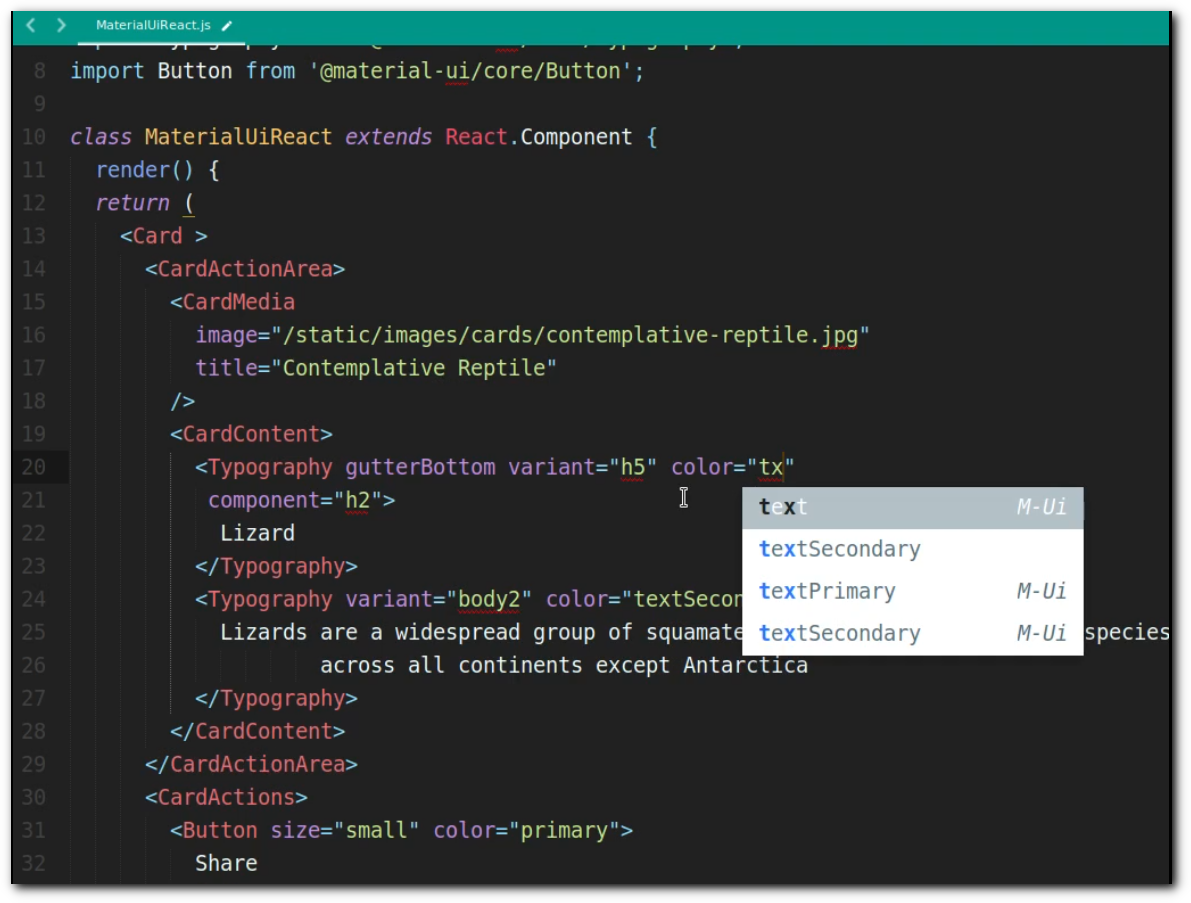 MaterialUiReact.js
8 import Button from '@material-ui/core/Button';
9
10 class MaterialUiReact extends React.Component {
11 render() {
12 return (
13 <Card >
14 <CardActionArea>
15 <CardMedia
16 image="/static/images/cards/contemplative-reptile.jpg"
17 title="Contemplative Reptile"
18 />
19 <CardContent>
20 <Typography gutterBottom variant="h5" color="tx"
21 component="h2">
text M-Ui
22 Lizard
textSecondary
23 </Typography>
textPrimary M-Ui
24 <Typography variant="body2" color="textSecon
25 Lizards are a widespread group of squamate species
textSecondary M-Ui
26 across all continents except Antarctica
27 </Typography>
28 </CardContent>
29 </CardActionArea>
30 <CardActions>
31 <Button size="small" color="primary">
32 Share